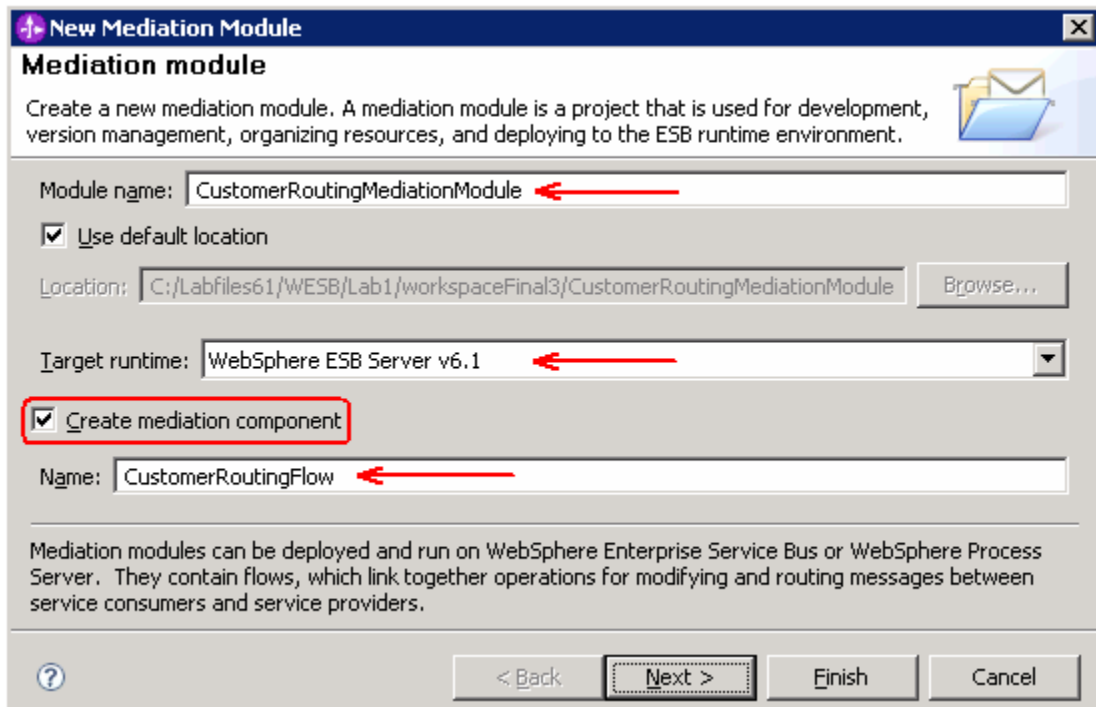 New Mediation Module
Mediation module
Create a new mediation module. A mediation module is a project that is used for development,
version management, organizing resources, and deploying to the ESB runtime environment.
Module name: CustomerRoutingMediationModule
Use default location
Location: C:/Labfiles61/WESB/Lab1/workspaceFinal3/CustomerRoutingMediationModule Browse...
Target runtime: WebSphere ESB Server v6.1
Create mediation component
Name: CustomerRoutingFlow
Mediation modules can be deployed and run on WebSphere Enterprise Service Bus or WebSphere Process
Server. They contain flows, which link together operations for modifying and routing messages between
service consumers and service providers.
? < Back Next > Finish Cancel